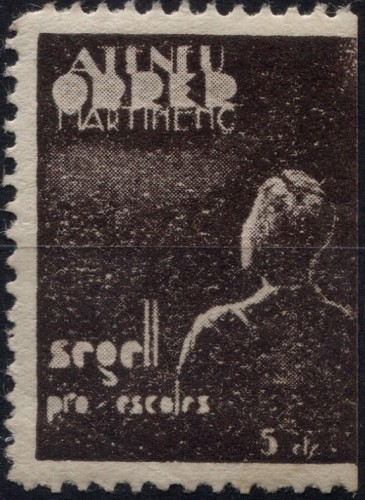 ATENEU
OBRER
MARTINENC
segell
pro-escoles
5 cts